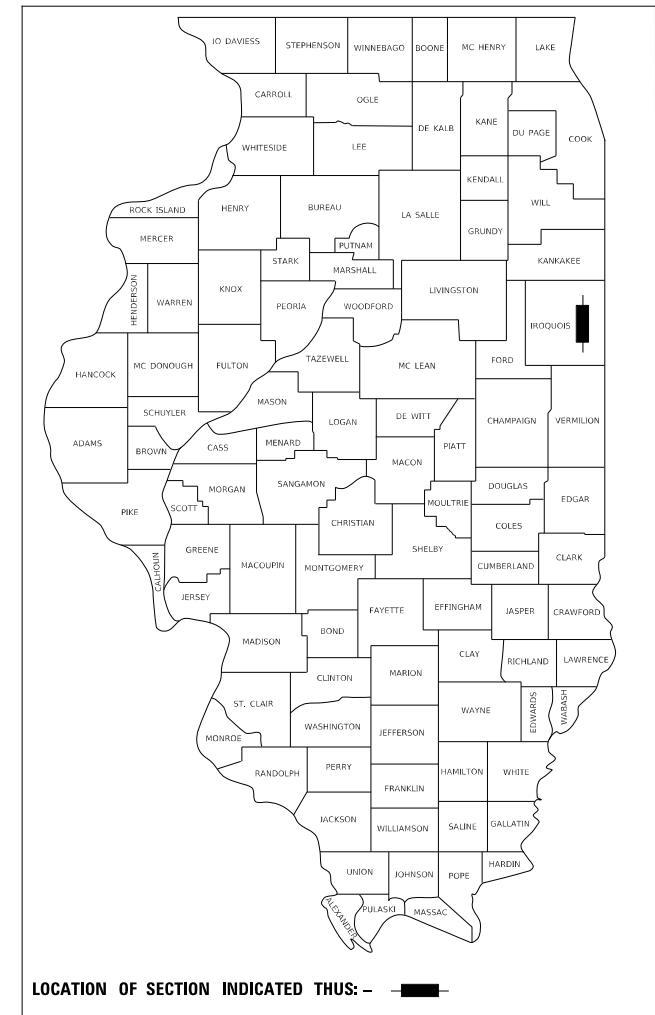 JO DAVIESS
STEPHENSON
WINNEBAGO
BOONE
MC HENRY
LAKE
CARROLL
OGLE
DE KALB
KANE
DU PAGE
COOK
WHITESIDE
LEE
KENDALL
WILL
ROCK ISLAND
HENRY
BUREAU
LA SALLE
GRUNDY
MERCER
PUTNAM
KANKAKEE
STARK
MARSHALL
HENDERSON
WARREN
KNOX
PEORIA
WOODFORD
LIVINGSTON
IROQUOIS
HANCOCK
MC DONOUGH
FULTON
TAZEWELL
MC LEAN
FORD
MASON
SCHUYLER
LOGAN
DE WITT
CHAMPAIGN
VERMILION
ADAMS
BROWN
CASS
MENARD
PIATT
MACON
MORGAN
SANGAMON
DOUGLAS
EDGAR
PIKE
SCOTT
MOULTRIE
CHRISTIAN
COLES
GREENE
SHELBY
CALHOUN
MACOUPIN
MONTGOMERY
CUMBERLAND
CLARK
JERSEY
FAYETTE
EFFINGHAM
JASPER
CRAWFORD
MADISON
BOND
CLAY
RICHLAND
LAWRENCE
CLINTON
MARION
ST. CLAIR
WAYNE
EDWARDS
WABASH
WASHINGTON
JEFFERSON
MONROE
RANDOLPH
PERRY
HAMILTON
WHITE
FRANKLIN
JACKSON
WILLIAMSON
SALINE
GALLATIN
UNION
JOHNSON
POPE
HARDIN
ALEXANDER
PULASKI
MASSAC
LOCATION OF SECTION INDICATED THUS: –